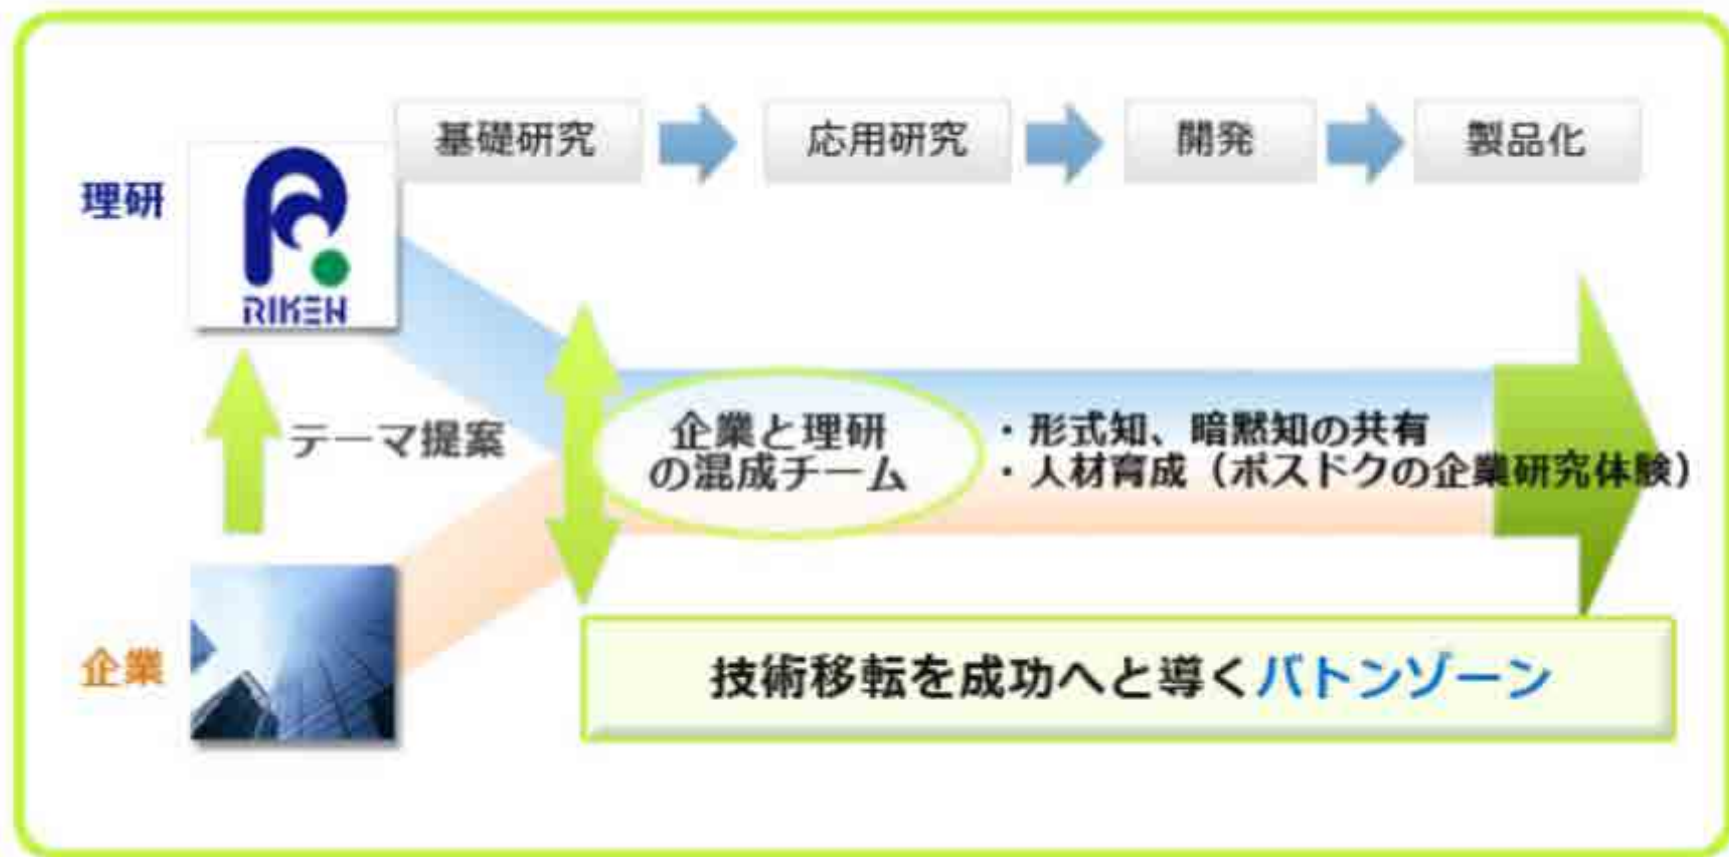 基礎研究
応用研究
開発
製品化
理研
RIKEN
テーマ提案
企業と理研
の混成チーム
・形式知、暗黙知の共有
・人材育成（ポスドクの企業研究体験）
企業
技術移転を成功へと導くバトンゾーン